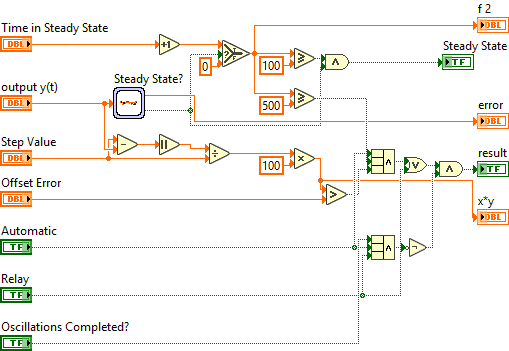 f 2
Time in Steady State
DBL
DBL
+1
T
?
F
Steady State
0
100
≥
∧
TF
output y(t)
Steady State?
DBL
500
≥
error
DBL
Step Value
−
||
÷
result
DBL
100
×
∨
∧
TF
∧
Offset Error
x*y
DBL
>
DBL
Automatic
TF
∧
¬
Relay
TF
Oscillations Completed?
TF